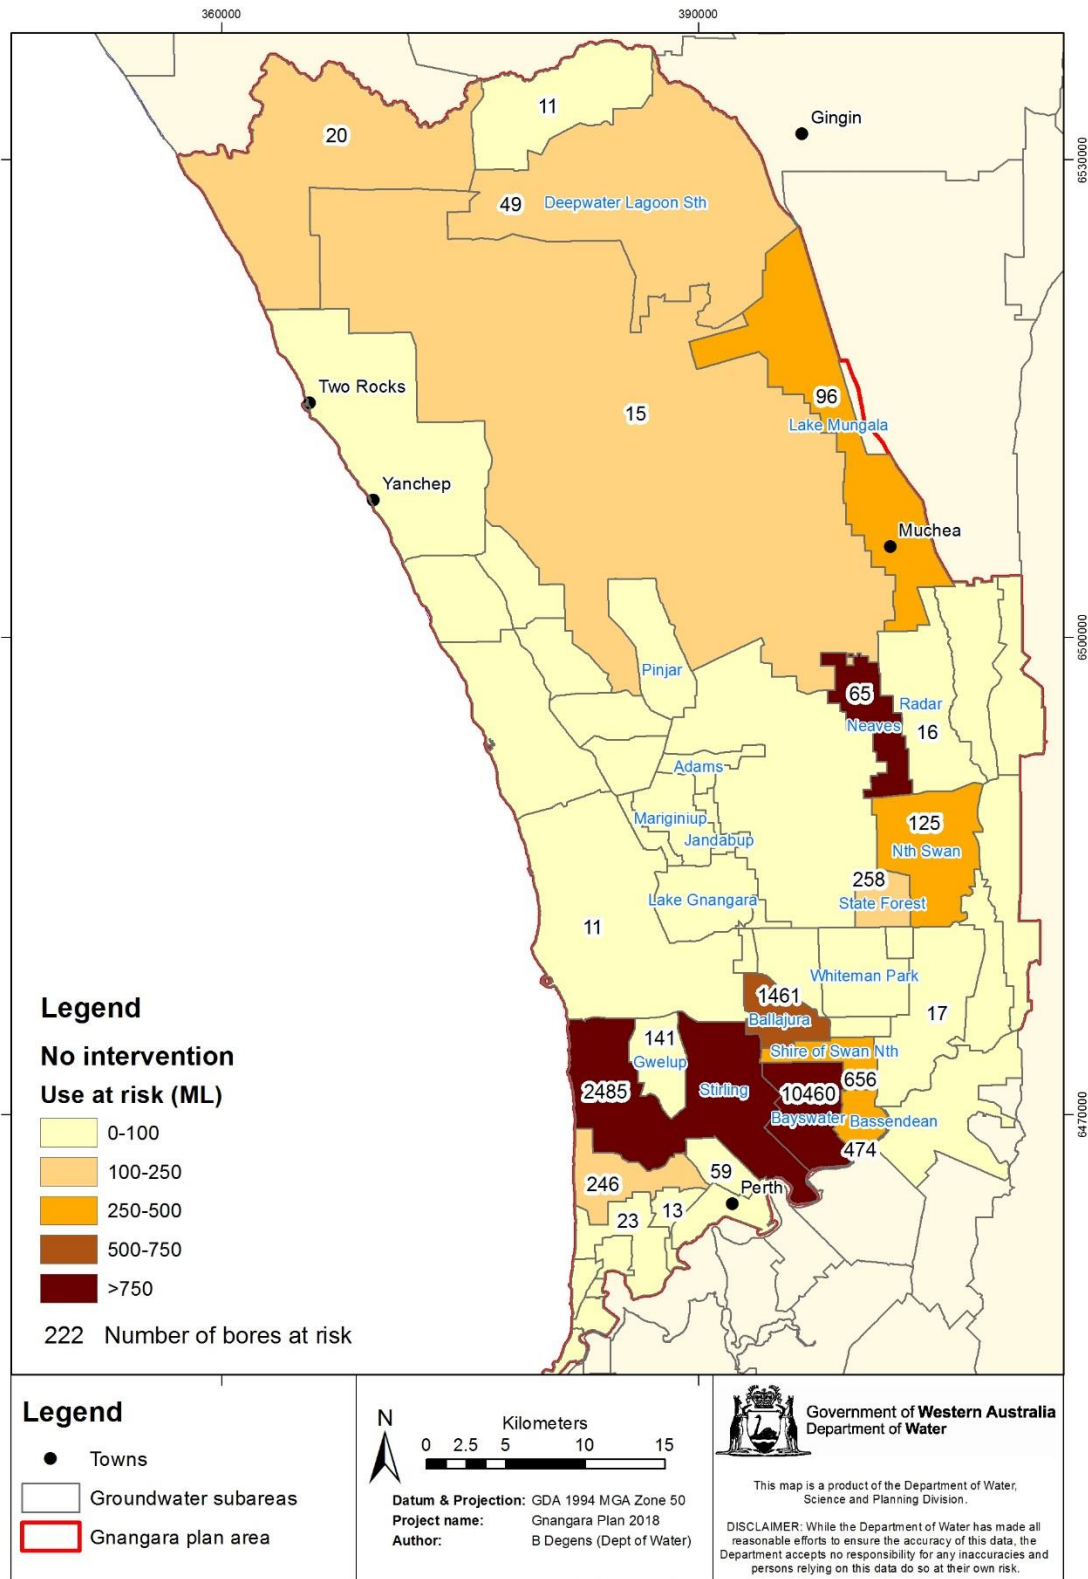 360000
390000
11
Gingin
20
6530000
49
Deepwater Lagoon Sth
Two Rocks
15
96
Lake Mungala
Yanchep
Muchea
6500000
Pinjar
65
Radar
Neaves
16
Adams
Mariginiup
125
Jandabup
Nth Swan
258
Lake Gnangara
State Forest
11
Whiteman Park
1461
17
Ballajura
141
Shire of Swan Nth
Gwelup
656
2485
Stirling
10460
6470000
Bayswater
Bassendean
474
59
246
Perth
13
23
Legend
No intervention
Use at risk (ML)
0-100
100-250
250-500
500-750
>750
222 Number of bores at risk
Legend
Towns
Groundwater subareas
Gnangara plan area
N
Kilometers
0 2.5 5 10 15
Datum & Projection: GDA 1994 MGA Zone 50
Project name: Gnangara Plan 2018
Author: B Degens (Dept of Water)
Government of Western Australia
Department of Water
This map is a product of the Department of Water,
Science and Planning Division.
DISCLAIMER: While the Department of Water has made all
reasonable efforts to ensure the accuracy of this data, the
Department accepts no responsibility for any inaccuracies and
persons relying on this data do so at their own risk.